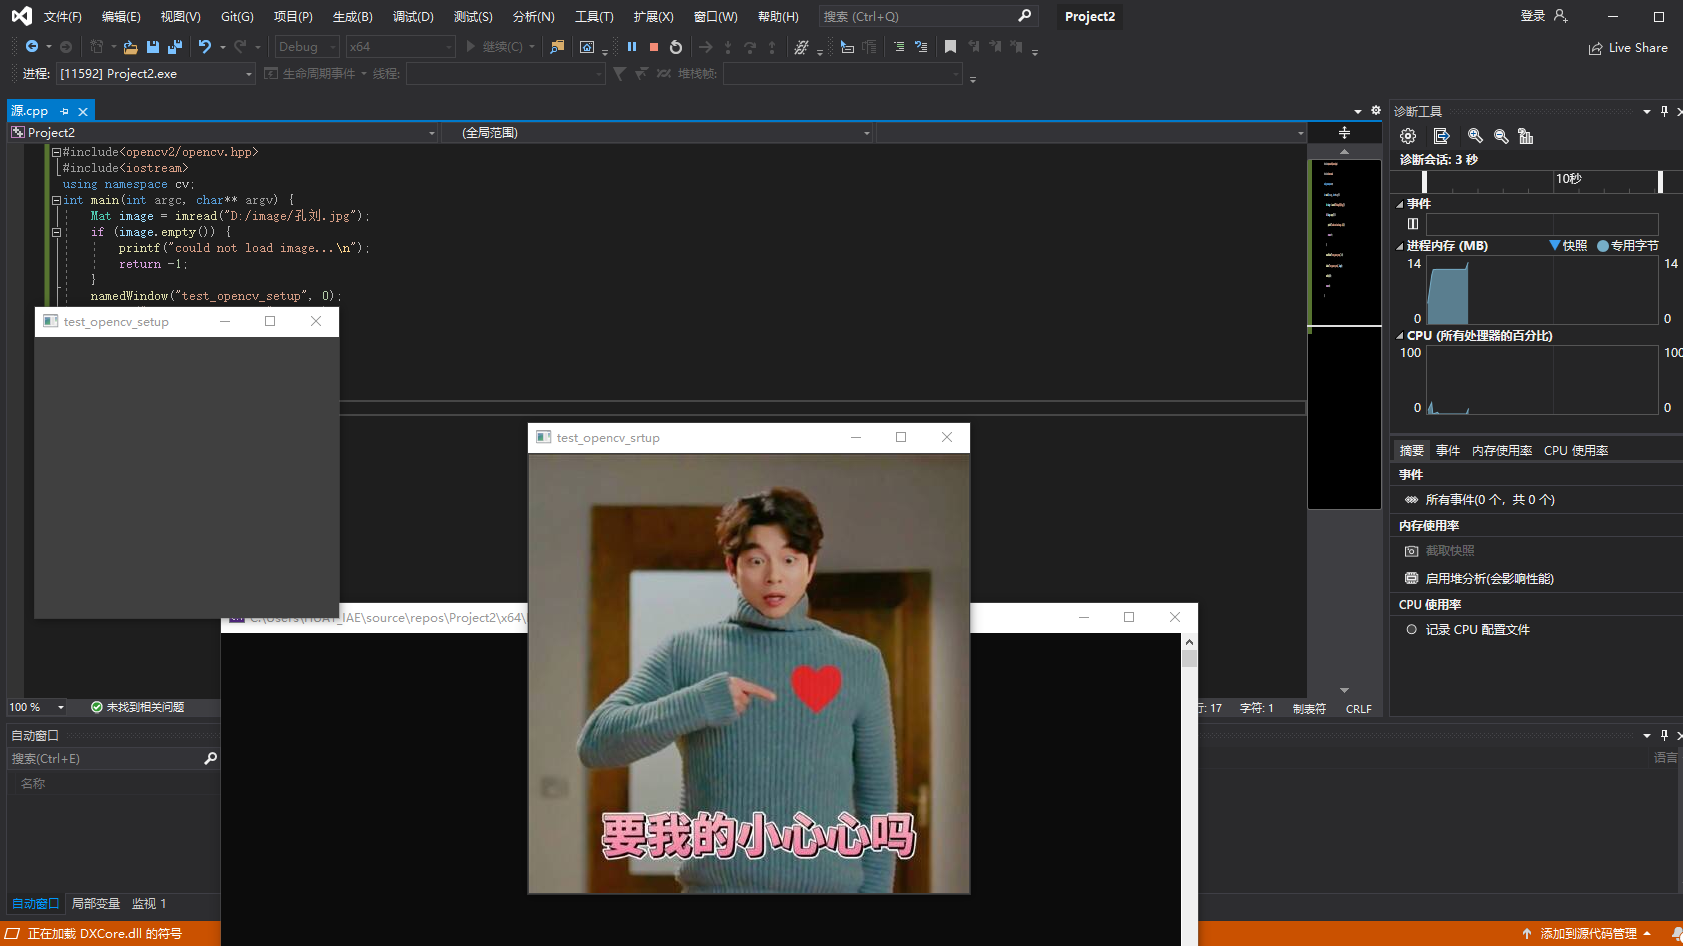 文件(F) 编辑(E) 视图(V) Git(G) 项目(P) 生成(B) 调试(D) 测试(S) 分析(N) 工具(T) 扩展(X) 窗口(W) 帮助(H) 搜索 (Ctrl+Q) Project2 登录
Debug x64 继续(C) Live Share
进程: [11592] Project2.exe 生命周期事件 线程: 堆栈帧:
源.cpp
Project2 (全局范围)
#include<opencv2/opencv.hpp>
#include<iostream>
using namespace cv;
int main(int argc, char** argv) {
Mat image = imread("D:/image/孔刘.jpg");
if (image.empty()) {
printf("could not load image...\n");
return -1;
}
namedWindow("test_opencv_setup", 0);
test_opencv_setup
test_opencv_srtup
要我的小心心吗
\source\repos\Project2\x64\
100 % 未找到相关问题
行: 17 字符: 1 制表符 CRLF
诊断工具
诊断会话: 3 秒
10秒
事件
进程内存 (MB) 快照 专用字节
14 14
0 0
CPU (所有处理器的百分比)
100 100
0 0
摘要 事件 内存使用率 CPU 使用率
事件
所有事件(0 个，共 0 个)
内存使用率
截取快照
启用堆分析(会影响性能)
CPU 使用率
记录 CPU 配置文件
自动窗口
搜索(Ctrl+E)
名称
语言
自动窗口 局部变量 监视 1
正在加载 DXCore.dll 的符号 添加到源代码管理